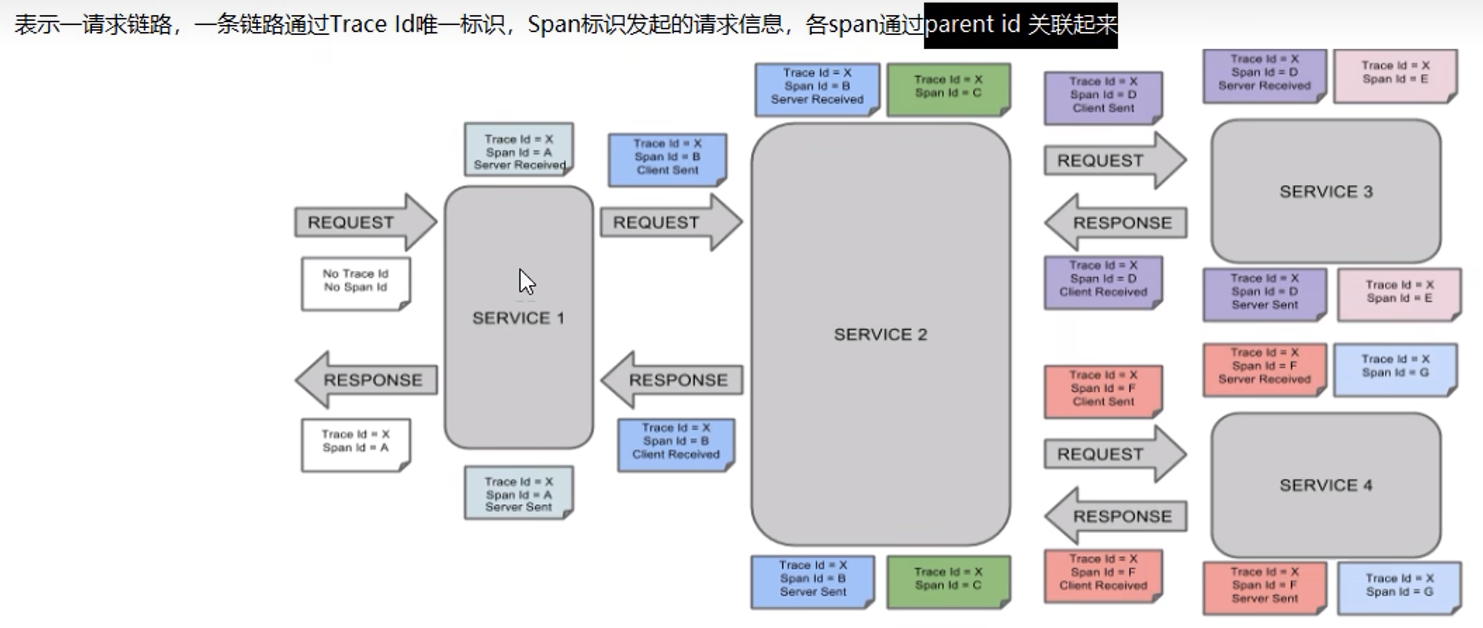 表示一请求链路，一条链路通过Trace Id唯一标识，Span标识发起的请求信息，各span通过parent id 关联起来
Trace Id = X
Span Id = A
Server Received
Trace Id = X
Span Id = B
Client Sent
Trace Id = X
Span Id = B
Server Received
Trace Id = X
Span Id = C
Trace Id = X
Span Id = D
Client Sent
Trace Id = X
Span Id = D
Server Received
Trace Id = X
Span Id = E
REQUEST
No Trace Id
No Span Id
SERVICE 1
REQUEST
SERVICE 2
REQUEST
RESPONSE
SERVICE 3
Trace Id = X
Span Id = D
Client Received
Trace Id = X
Span Id = D
Server Sent
Trace Id = X
Span Id = E
RESPONSE
Trace Id = X
Span Id = A
Trace Id = X
Span Id = A
Server Sent
RESPONSE
Trace Id = X
Span Id = B
Client Received
Trace Id = X
Span Id = F
Client Sent
Trace Id = X
Span Id = F
Server Received
Trace Id = X
Span Id = G
REQUEST
RESPONSE
SERVICE 4
Trace Id = X
Span Id = B
Server Sent
Trace Id = X
Span Id = C
Trace Id = X
Span Id = F
Client Received
Trace Id = X
Span Id = F
Server Sent
Trace Id = X
Span Id = G